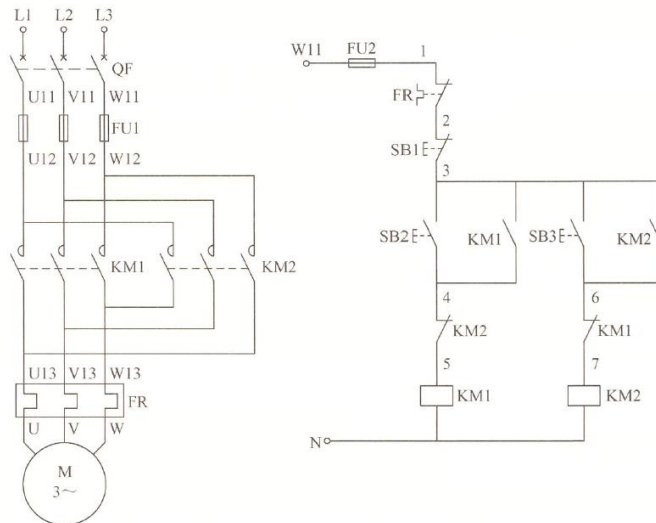 L1 L2 L3
QF
U11 V11 W11
FU1
U12 V12 W12
KM1 KM2
U13 V13 W13
FR
U V W
M
3～
W11 FU2 1
FR
2
SB1
3
SB2 KM1 SB3 KM2
4 6
KM2 KM1
5 7
KM1 KM2
N